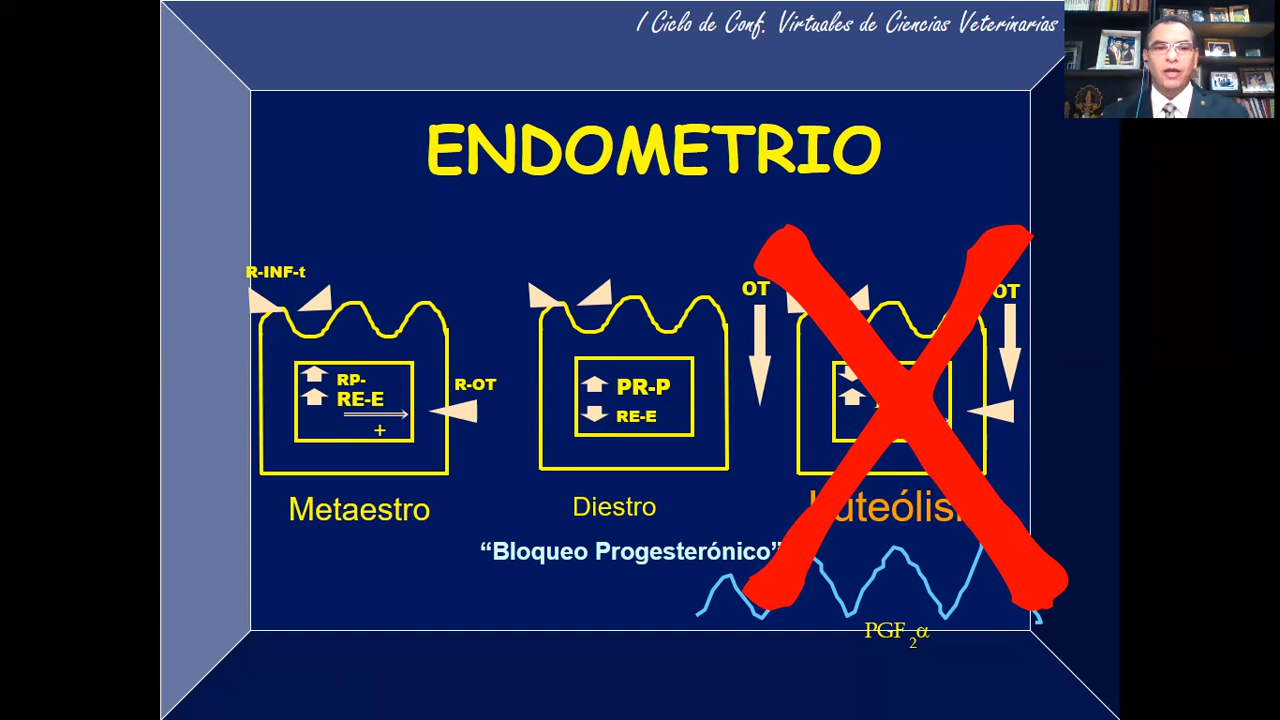 I Ciclo de Conf. Virtuales de Ciencias Veterinarias
ENDOMETRIO
R-INF-t
RP-
RE-E
+
R-OT
Metaestro
PR-P
RE-E
Diestro
OT
OT
“Bloqueo Progesterónico”
PGF2α